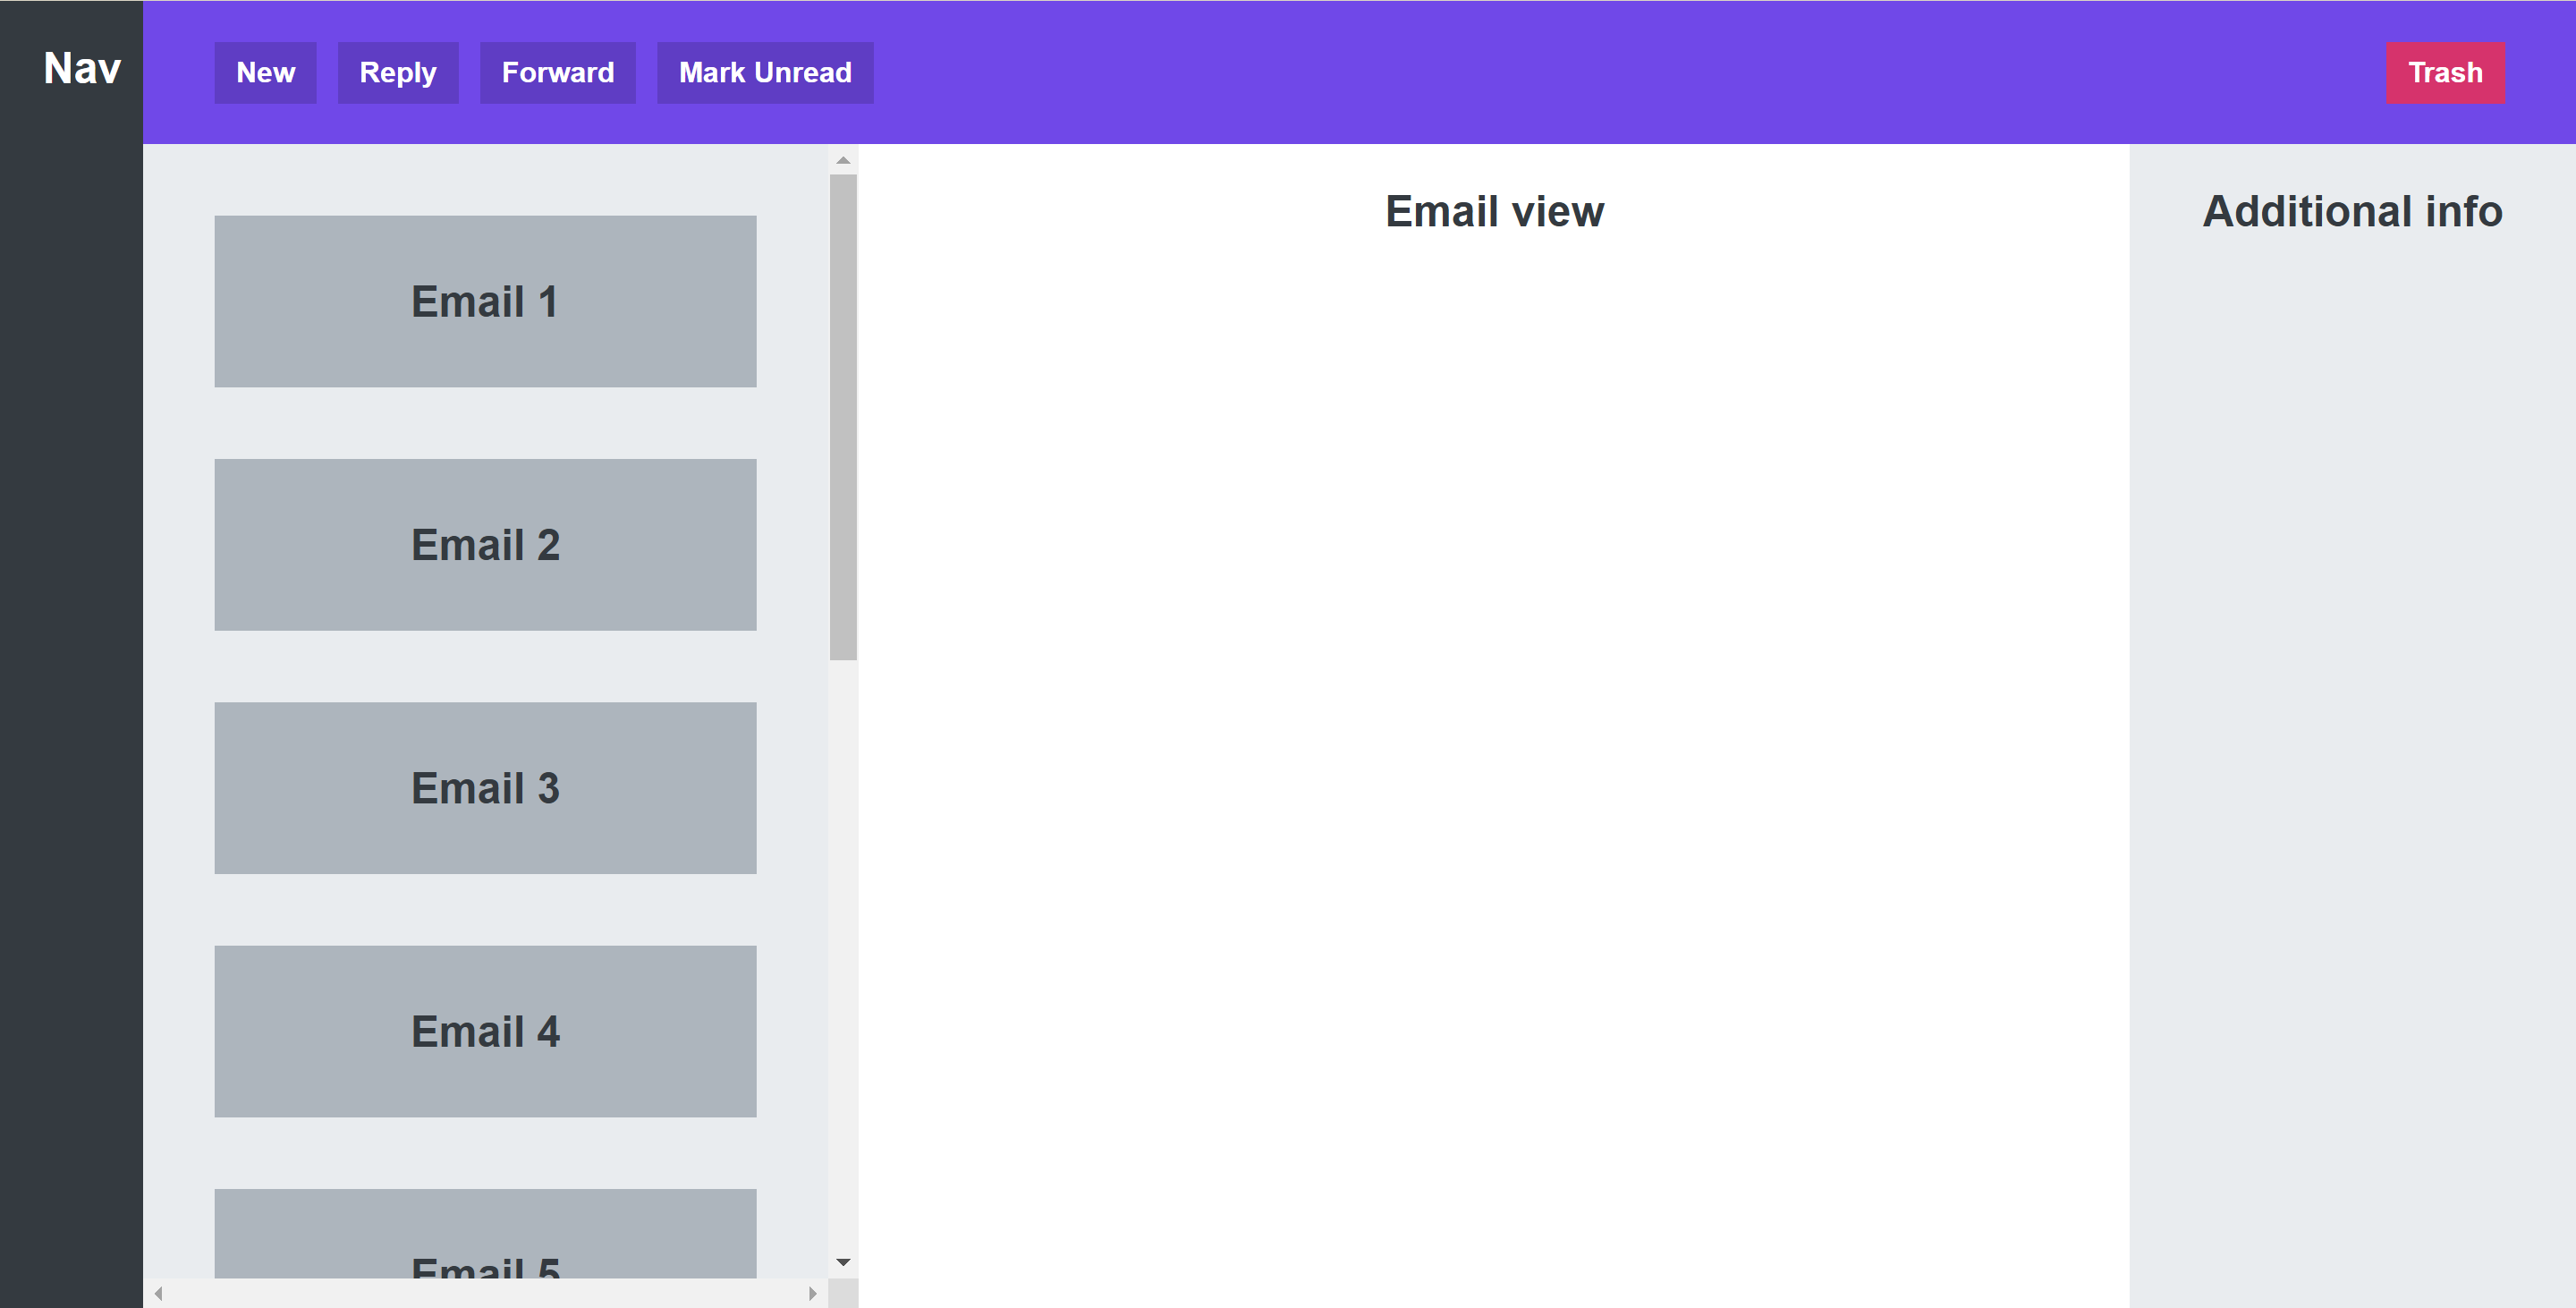 Nav
New
Reply
Forward
Mark Unread
Trash
Email 1
Email 2
Email 3
Email 4
Email 5
Email view
Additional info